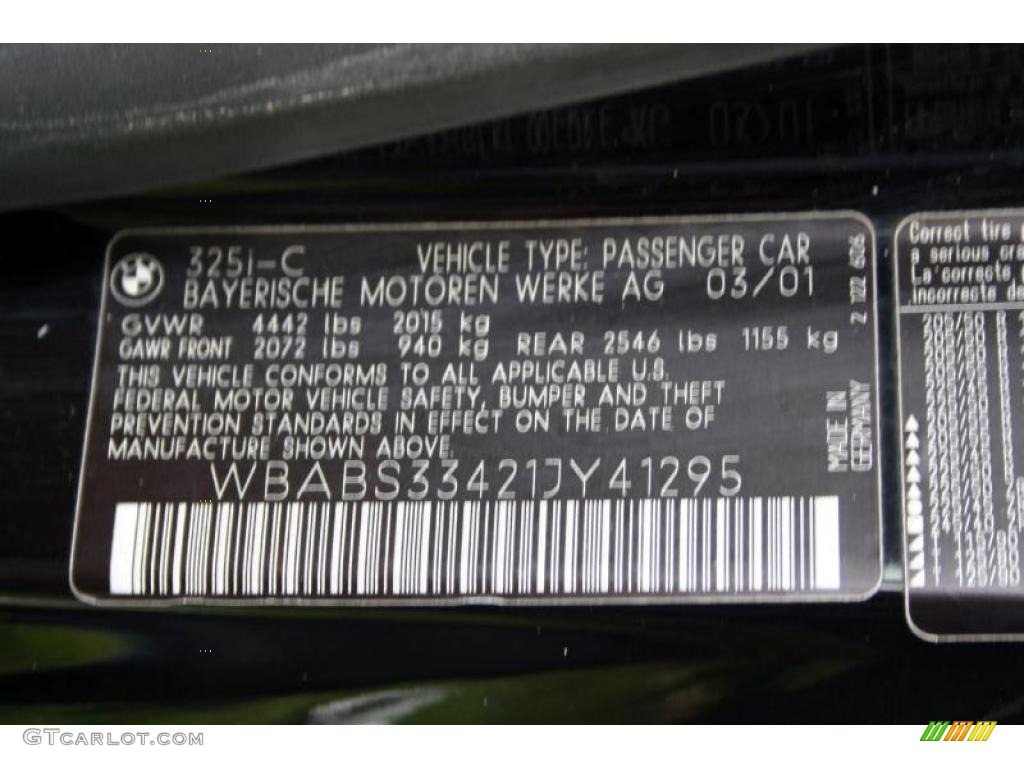 325i-C VEHICLE TYPE: PASSENGER CAR
BAYERISCHE MOTOREN WERKE AG 03/01
GVWR 4442 lbs 2015 kg
GAWR FRONT 2072 lbs 940 kg REAR 2546 lbs 1155 kg
THIS VEHICLE CONFORMS TO ALL APPLICABLE U.S.
FEDERAL MOTOR VEHICLE SAFETY, BUMPER AND THEFT
PREVENTION STANDARDS IN EFFECT ON THE DATE OF
MANUFACTURE SHOWN ABOVE.
WBABS33421JY41295
MADE IN
GERMANY
2 122 626
Correct tire
a serious
La correcte
incorrecte
GTCarLot.com